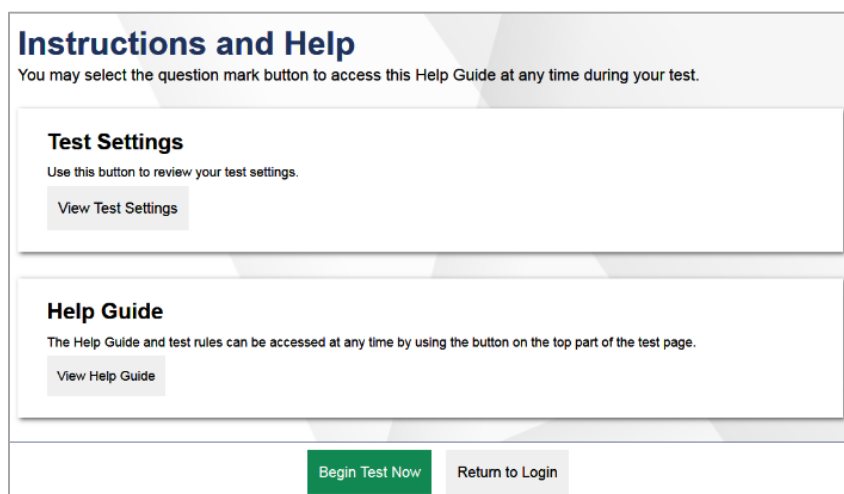 Instructions and Help
You may select the question mark button to access this Help Guide at any time during your test.
Test Settings
Use this button to review your test settings.
View Test Settings
Help Guide
The Help Guide and test rules can be accessed at any time by using the button on the top part of the test page.
View Help Guide
Begin Test Now
Return to Login